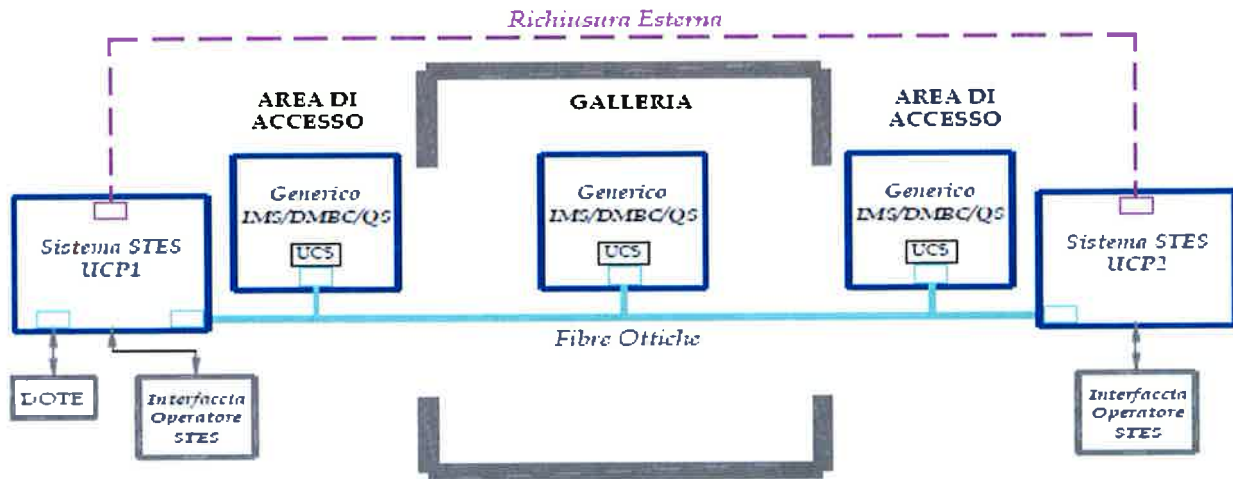 Richiusura Esterna
AREA DI
ACCESSO
GALLERIA
AREA DI
ACCESSO
Generico
IMS/DMBC/QS
UCS
Generico
IMS/DMBC/QS
UCS
Generico
IMS/DMBC/QS
UCS
Sistema STES
UCP1
Sistema STES
UCP2
Fibre Ottiche
DOTE
Interfaccia
Operatore
STES
Interfaccia
Operatore
STES